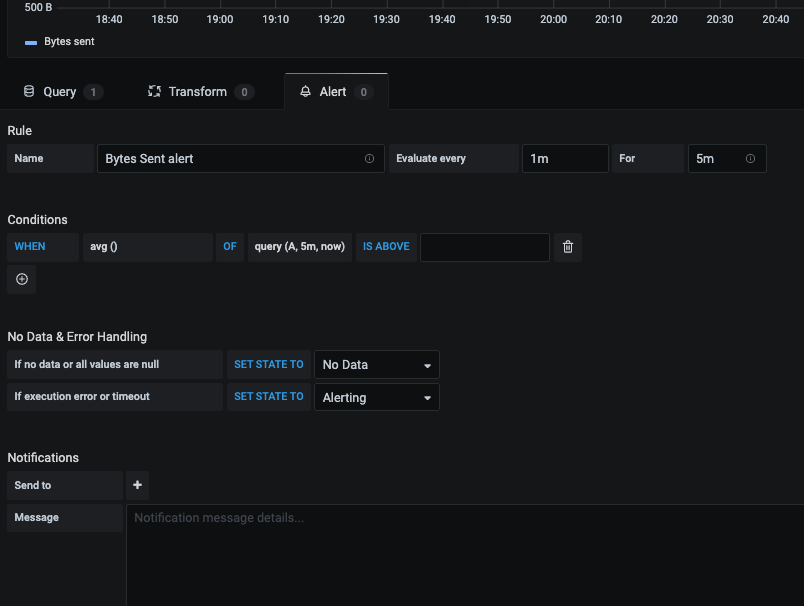 500 B
18:40 18:50 19:00 19:10 19:20 19:30 19:40 19:50 20:00 20:10 20:20 20:30 20:40
Bytes sent
Query 1 Transform 0 Alert 0
Rule
Name Bytes Sent alert Evaluate every 1m For 5m
Conditions
WHEN avg () OF query (A, 5m, now) IS ABOVE
No Data & Error Handling
If no data or all values are null SET STATE TO No Data
If execution error or timeout SET STATE TO Alerting
Notifications
Send to +
Message Notification message details...